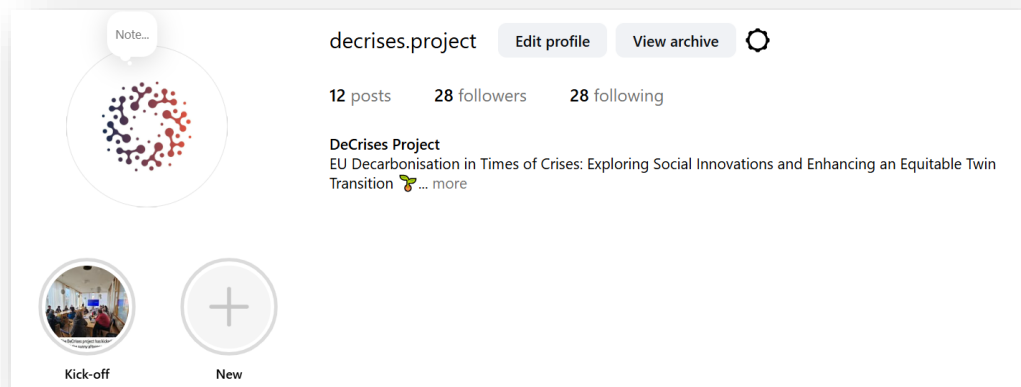 Note...
decrises.project Edit profile View archive
12 posts 28 followers 28 following
DeCrises Project
EU Decarbonisation in Times of Crises: Exploring Social Innovations and Enhancing an Equitable Twin
Transition 🌱... more
Kick-off New